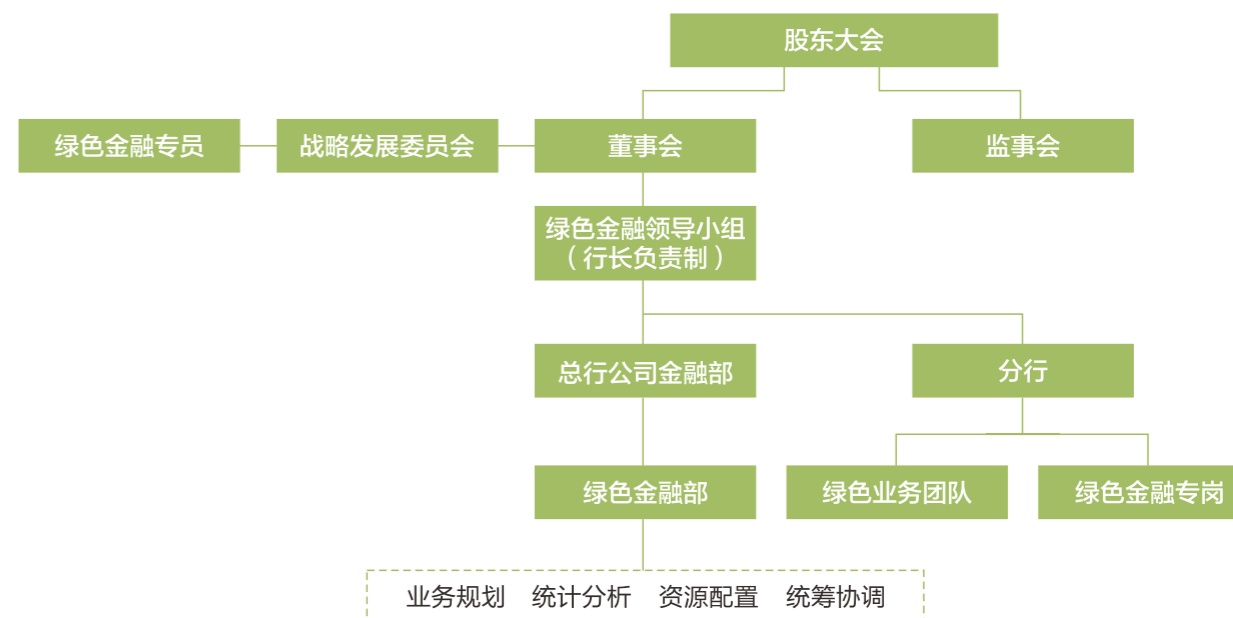 股东大会
绿色金融专员
战略发展委员会
董事会
监事会
绿色金融领导小组
（行长负责制）
总行公司金融部
分行
绿色金融部
绿色业务团队
绿色金融专岗
业务规划 统计分析 资源配置 统筹协调